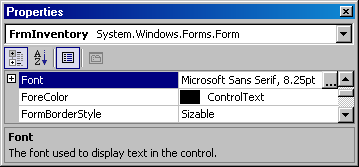 Properties
FrmInventory System.Windows.Forms.Form
Font Microsoft Sans Serif, 8.25pt ...
ForeColor ControlText
FormBorderStyle Sizable
Font
The font used to display text in the control.